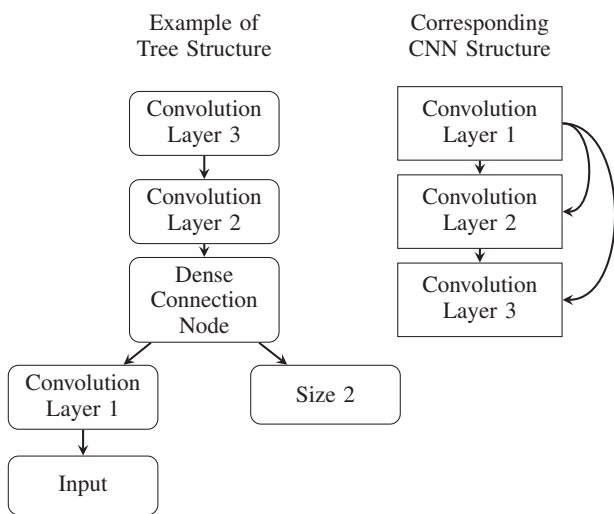 Example of
Tree Structure
Convolution
Layer 3
Convolution
Layer 2
Dense
Connection
Node
Convolution
Layer 1
Size 2
Input
Corresponding
CNN Structure
Convolution
Layer 1
Convolution
Layer 2
Convolution
Layer 3